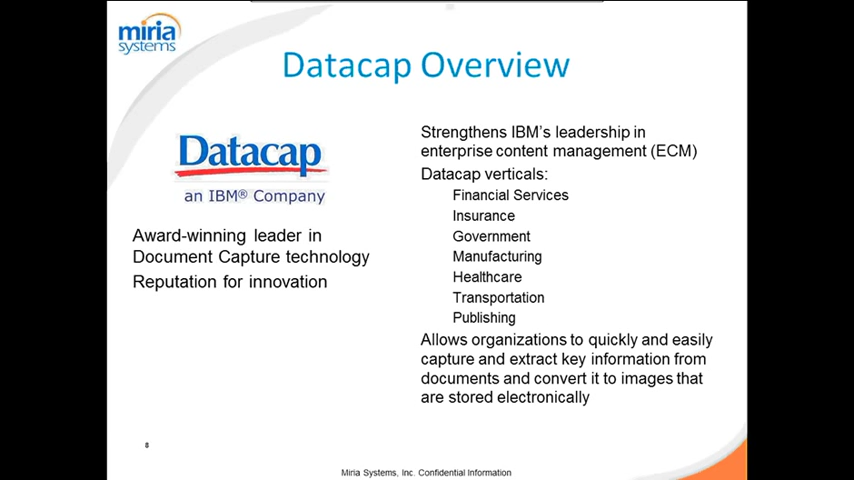 miria
systems
Datacap Overview
Datacap
an IBM® Company
Award-winning leader in
Document Capture technology
Reputation for innovation
Strengthens IBM's leadership in
enterprise content management (ECM)
Datacap verticals:
Financial Services
Insurance
Government
Manufacturing
Healthcare
Transportation
Publishing
Allows organizations to quickly and easily
capture and extract key information from
documents and convert it to images that
are stored electronically
8
Miria Systems, Inc. Confidential Information